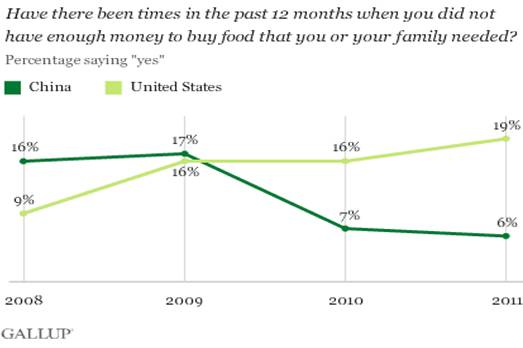 Have there been times in the past 12 months when you did not
have enough money to buy food that you or your family needed?
Percentage saying "yes"
China United States
16% 17% 16% 19%
9% 16% 7% 6%
2008 2009 2010 2011
GALLUP®